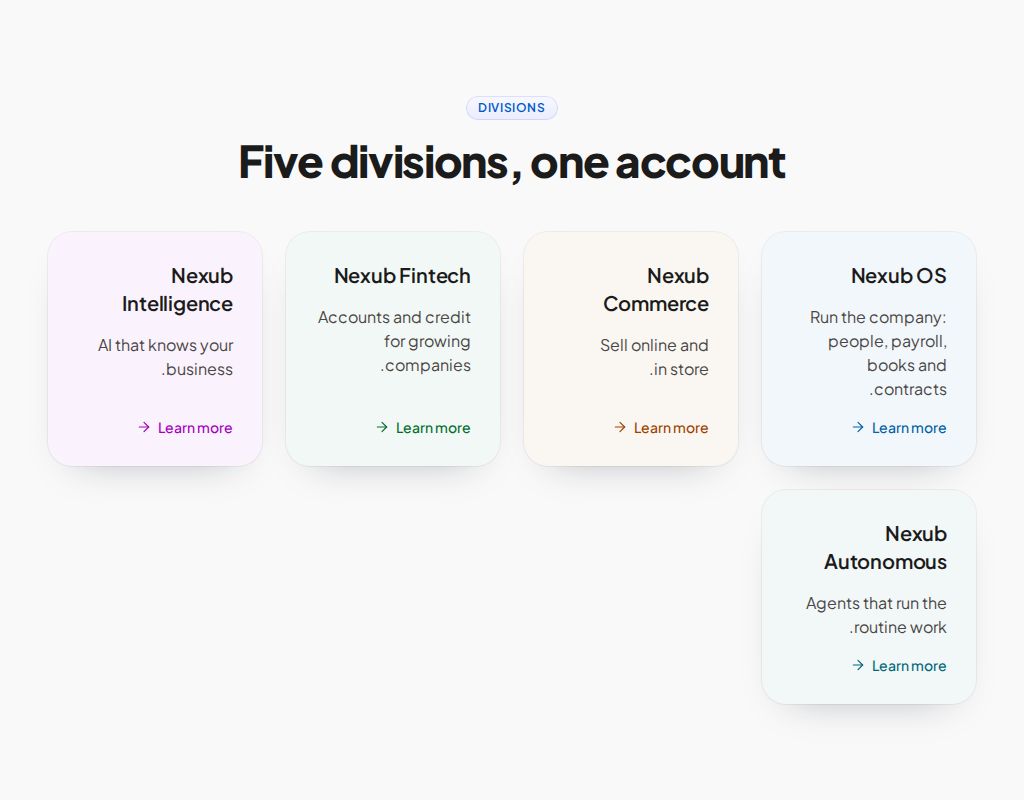 DIVISIONS
Five divisions, one account
Nexub OS
Run the company:
people, payroll,
books and
.contracts
→ Learn more
Nexub
Commerce
Sell online and
.in store
→ Learn more
Nexub Fintech
Accounts and credit
for growing
.companies
→ Learn more
Nexub
Intelligence
AI that knows your
.business
→ Learn more
Nexub
Autonomous
Agents that run the
.routine work
→ Learn more